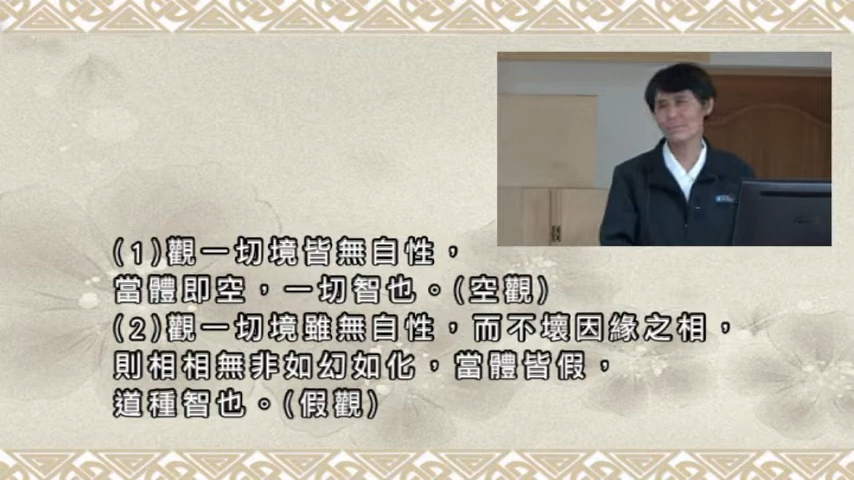 (1)觀一切境皆無自性，
當體即空，一切智也。(空觀)
(2)觀一切境雖無自性，而不壞因緣之相，
則相相無非如幻如化，當體皆假，
道種智也。(假觀)